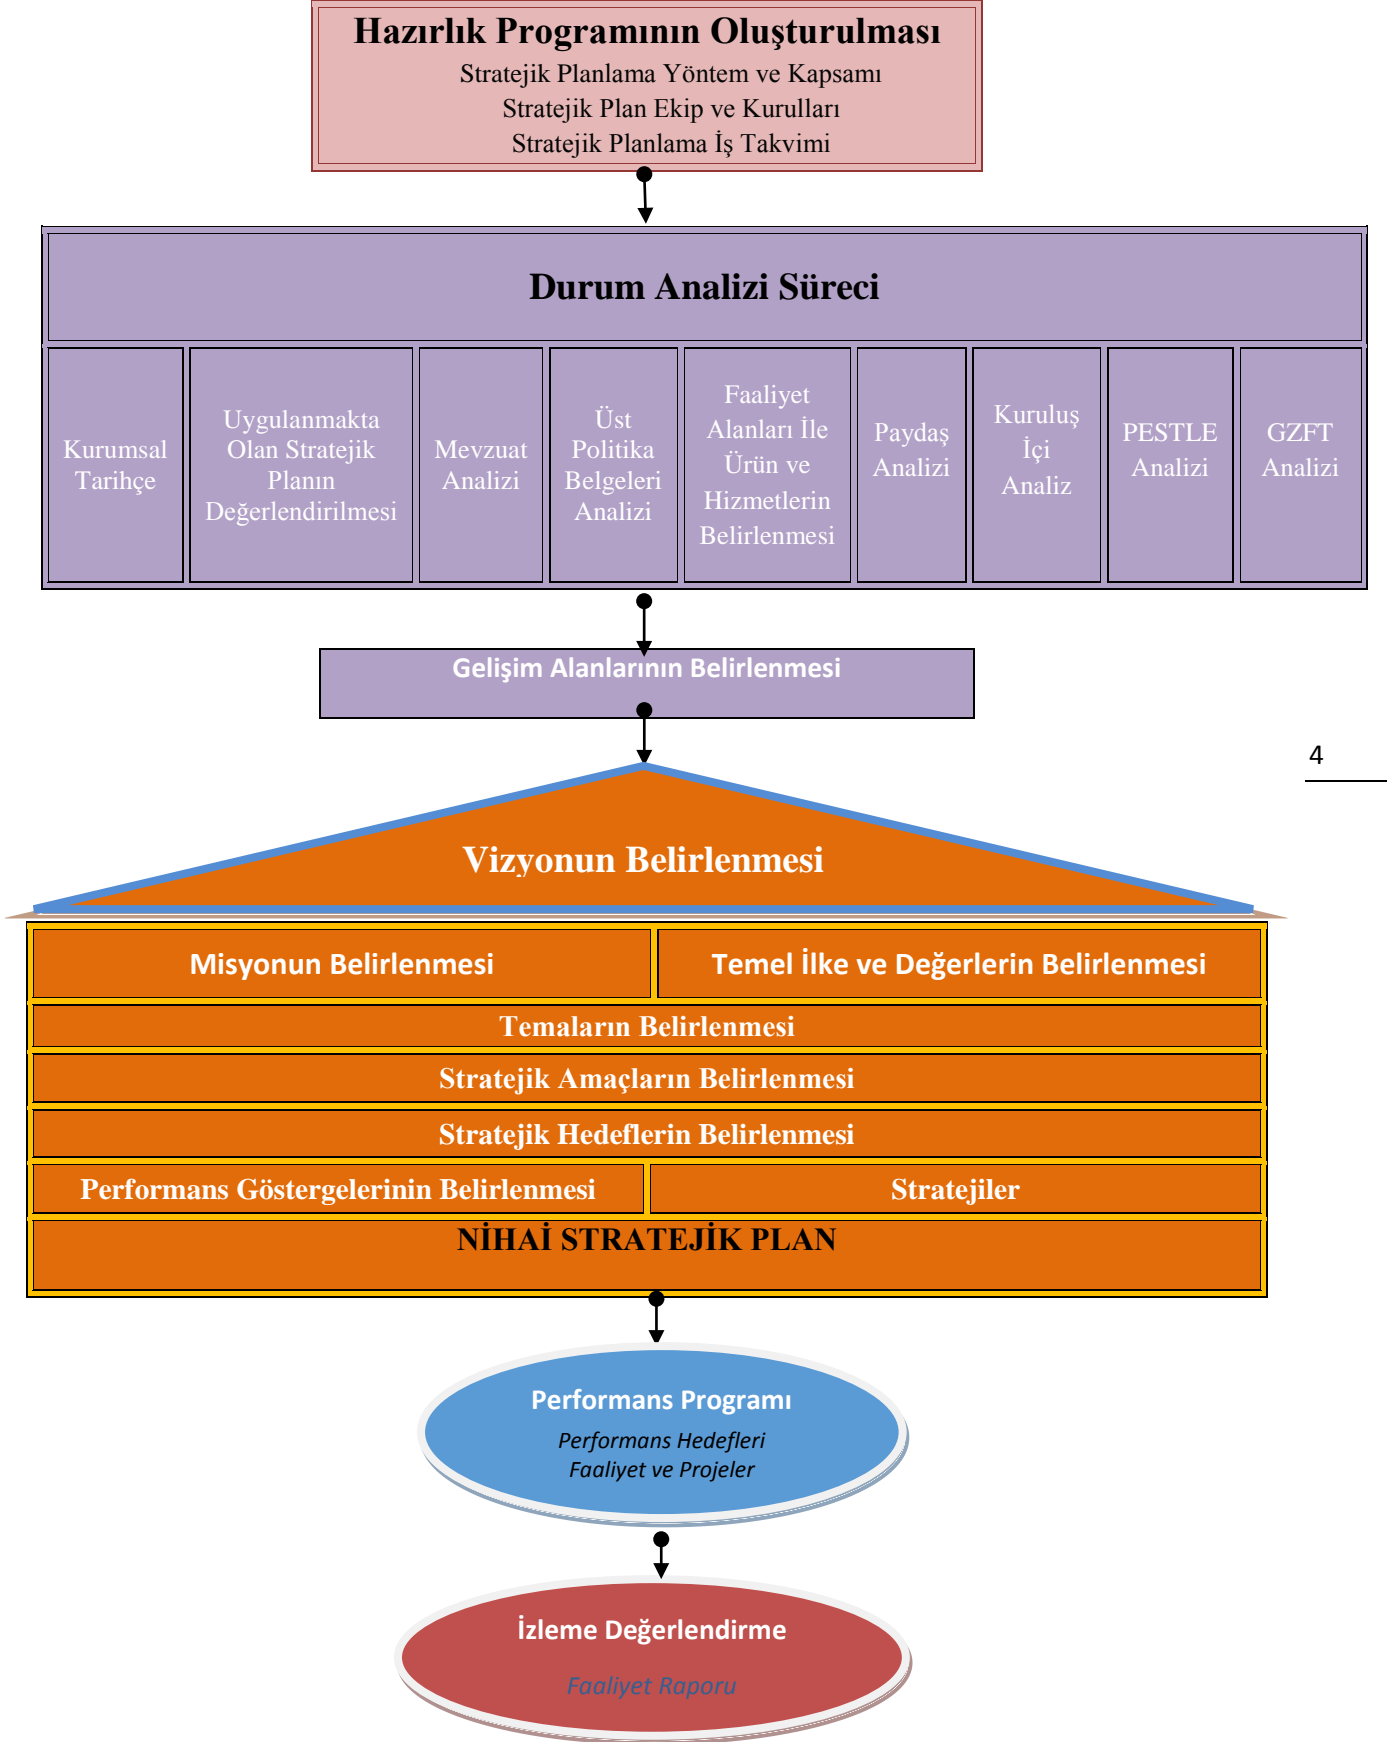 Hazırlık Programının Oluşturulması
Stratejik Planlama Yöntem ve Kapsamı
Stratejik Plan Ekip ve Kurulları
Stratejik Planlama İş Takvimi
Durum Analizi Süreci
Kurumsal
Tarihçe
Uygulanmakta
Olan Stratejik
Planın
Değerlendirilmesi
Mevzuat
Analizi
Üst
Politika
Belgeleri
Analizi
Faaliyet
Alanları İle
Ürün ve
Hizmetlerin
Belirlenmesi
Paydaş
Analizi
Kuruluş
İçi
Analiz
PESTLE
Analizi
GZFT
Analizi
Gelişim Alanlarının Belirlenmesi
4
Vizyonun Belirlenmesi
Misyonun Belirlenmesi
Temel İlke ve Değerlerin Belirlenmesi
Temaların Belirlenmesi
Stratejik Amaçların Belirlenmesi
Stratejik Hedeflerin Belirlenmesi
Performans Göstergelerinin Belirlenmesi
Stratejiler
NİHAİ STRATEJİK PLAN
Performans Programı
Performans Hedefleri
Faaliyet ve Projeler
İzleme Değerlendirme
Faaliyet Raporu